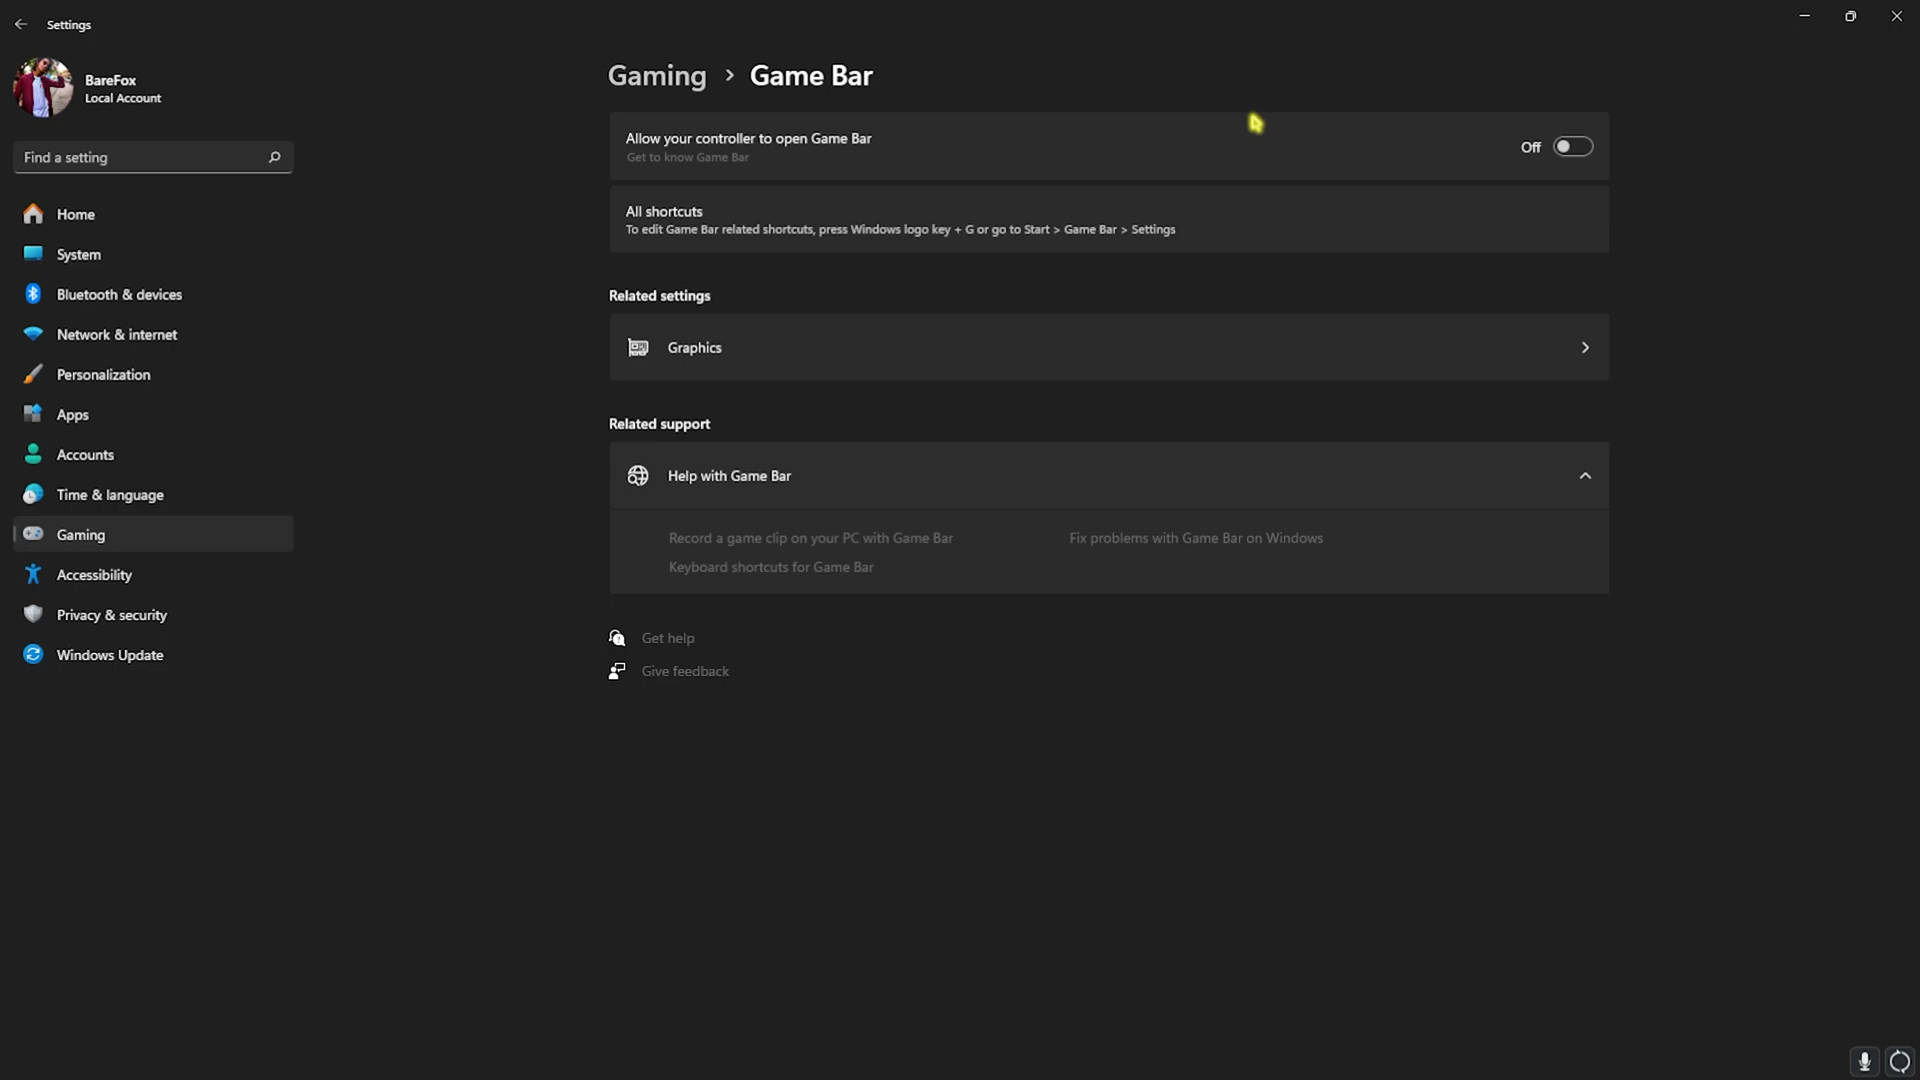 Settings
BareFox
Local Account
Find a setting
Home
System
Bluetooth & devices
Network & internet
Personalization
Apps
Accounts
Time & language
Gaming
Accessibility
Privacy & security
Windows Update
Gaming > Game Bar
Allow your controller to open Game Bar
Get to know Game Bar
Off
All shortcuts
To edit Game Bar related shortcuts, press Windows logo key + G or go to Start > Game Bar > Settings
Related settings
Graphics
Related support
Help with Game Bar
Record a game clip on your PC with Game Bar
Fix problems with Game Bar on Windows
Keyboard shortcuts for Game Bar
Get help
Give feedback